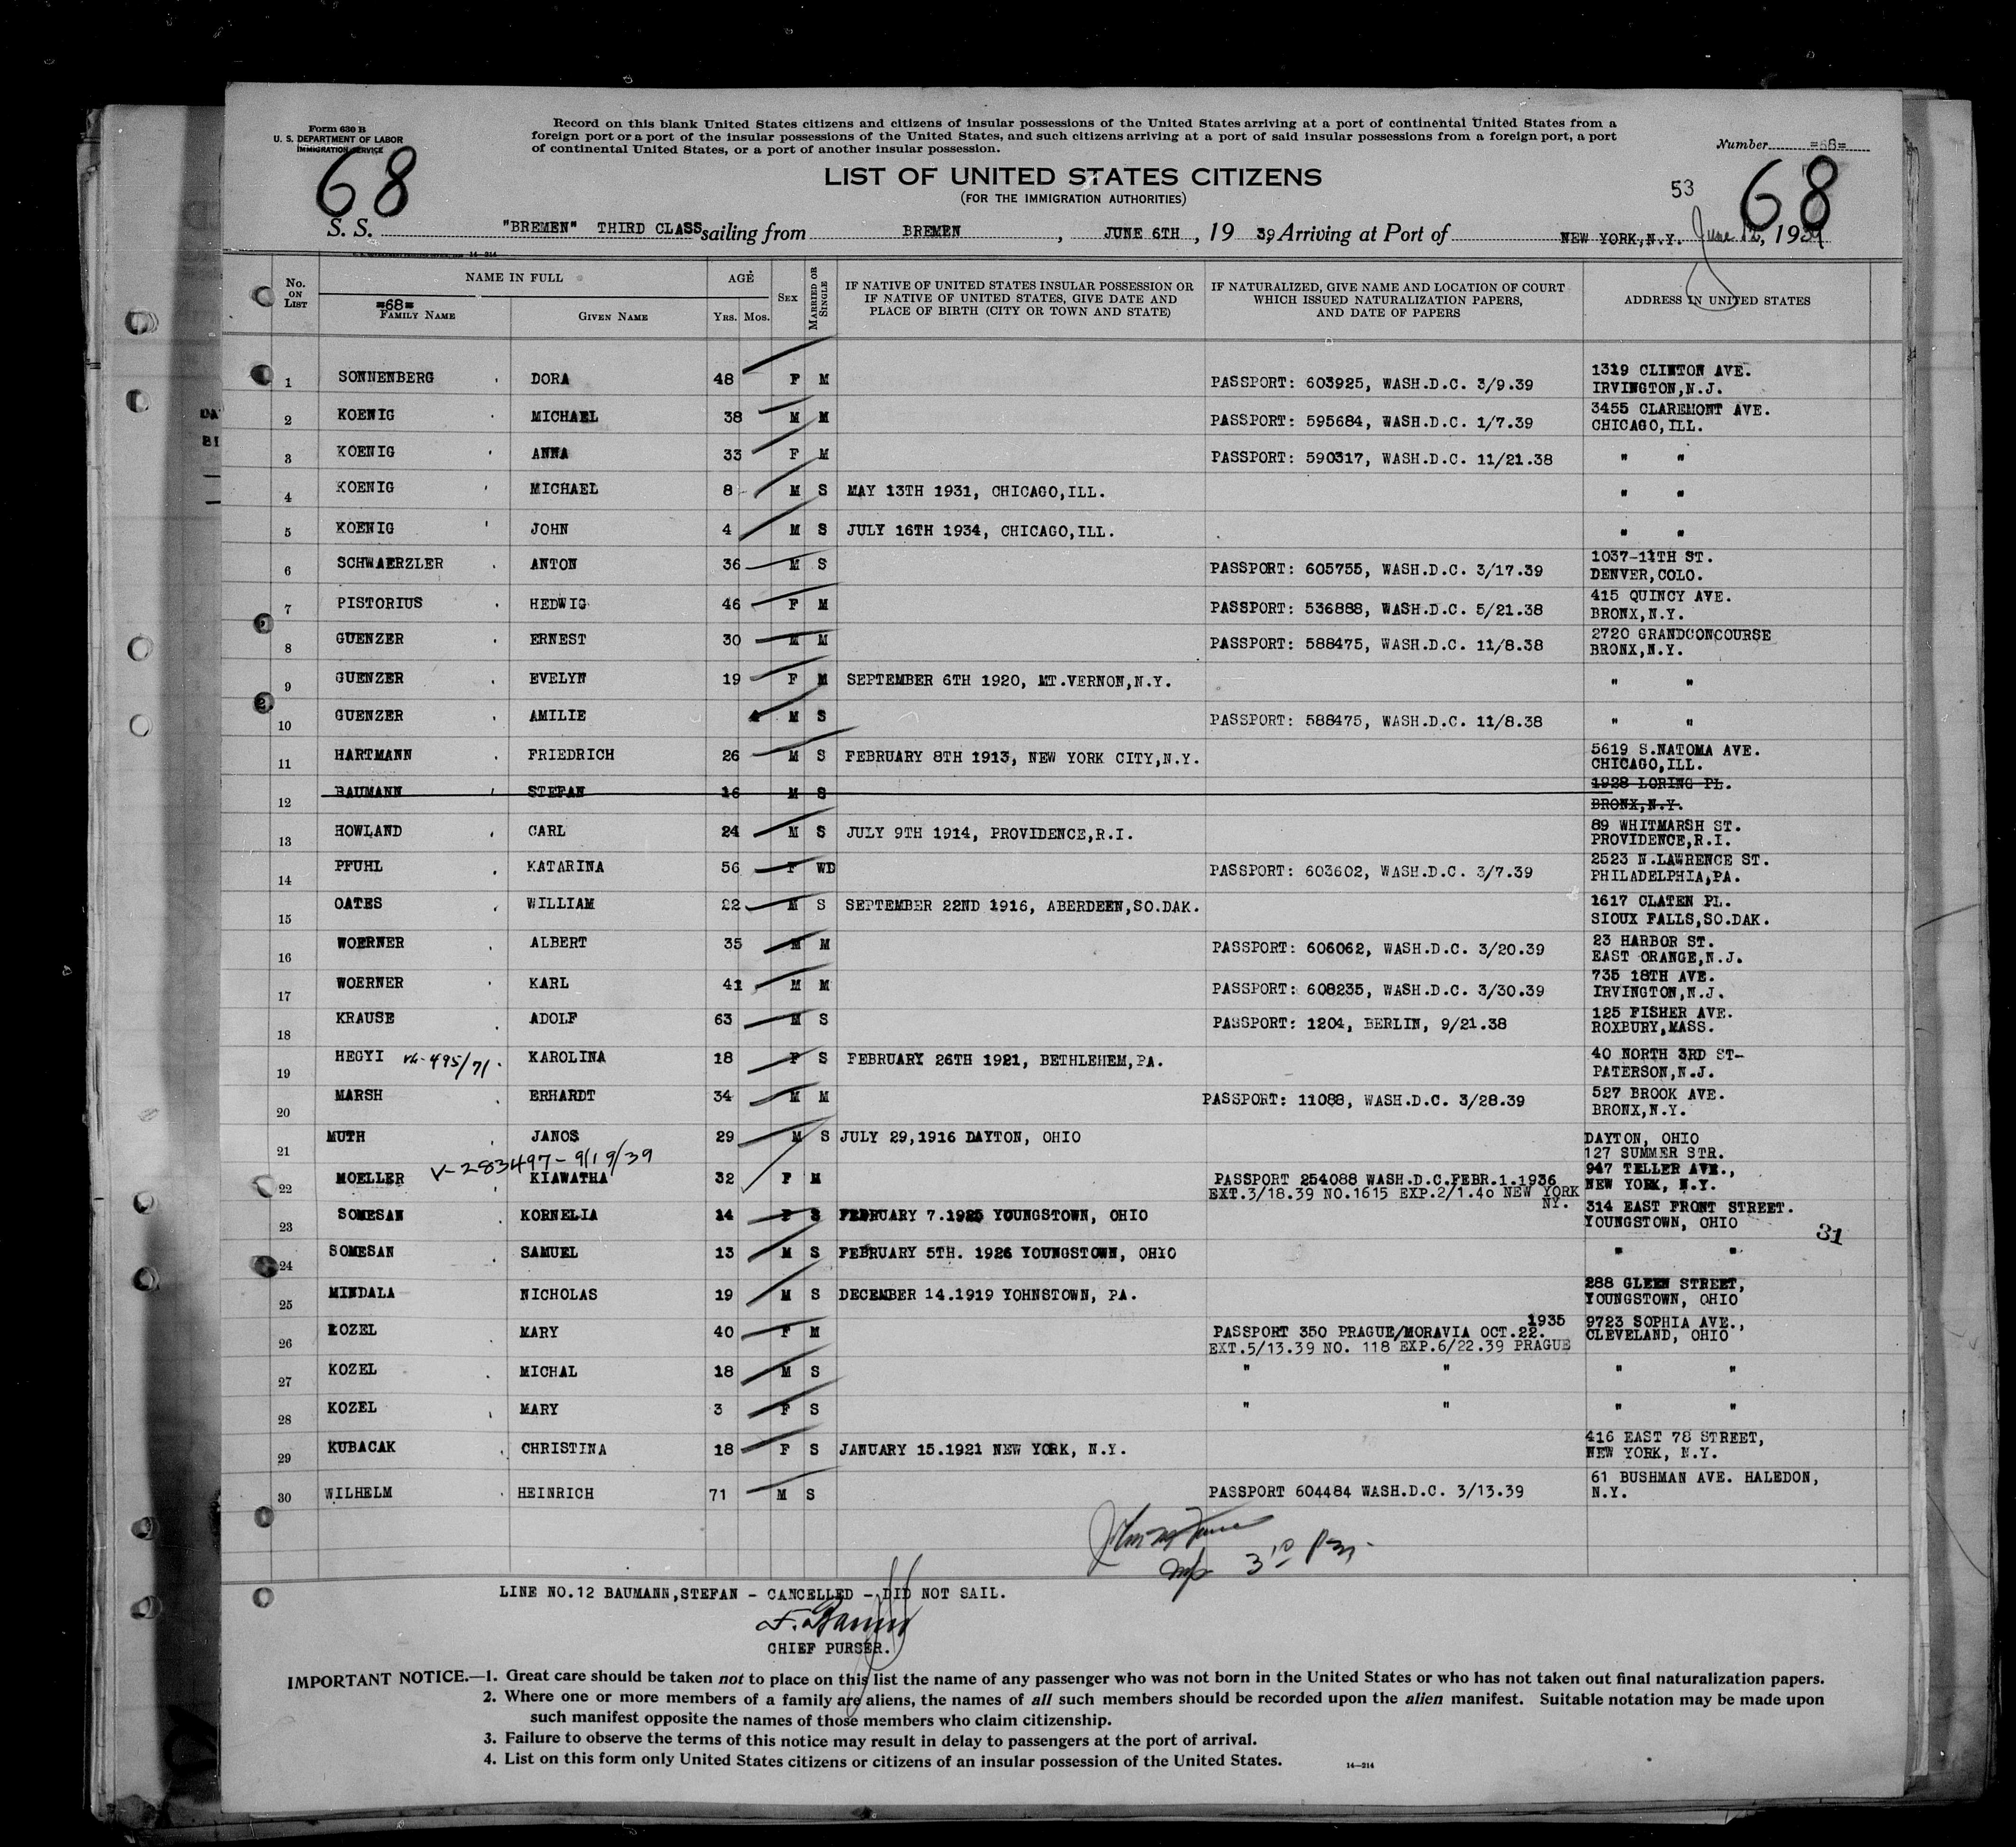 Form 630 B
U. S. DEPARTMENT OF LABOR
IMMIGRATION SERVICE
Record on this blank United States citizens and citizens of insular possessions of the United States arriving at a port of continental United States from a
foreign port or a port of the insular possessions of the United States, and such citizens arriving at a port of said insular possessions from a foreign port, a port
of continental United States, or a port of another insular possession.
Number =68=
68
LIST OF UNITED STATES CITIZENS
(FOR THE IMMIGRATION AUTHORITIES)
53 68
S. S. "BREMEN" THIRD CLASS sailing from BREMEN, JUNE 6TH, 19 39, Arriving at Port of NEW YORK,N.Y. June 12, 1939
No. ON LIST NAME IN FULL AGE SEX MARRIED OR SINGLE IF NATIVE OF UNITED STATES INSULAR POSSESSION OR IF NATIVE OF UNITED STATES, GIVE DATE AND PLACE OF BIRTH (CITY OR TOWN AND STATE) IF NATURALIZED, GIVE NAME AND LOCATION OF COURT WHICH ISSUED NATURALIZATION PAPERS, AND DATE OF PAPERS ADDRESS IN UNITED STATES
=68=
FAMILY NAME GIVEN NAME YRS. MOS.
1 SONNENBERG DORA 48 F M PASSPORT: 603925, WASH.D.C. 3/9.39 1319 CLINTON AVE.
IRVINGTON,N.J.
2 KOENIG MICHAEL 38 M M PASSPORT: 595684, WASH.D.C. 1/7.39 3455 CLAREMONT AVE.
CHICAGO,ILL.
3 KOENIG ANNA 33 F M PASSPORT: 590317, WASH.D.C. 11/21.38 " "
4 KOENIG MICHAEL 8 M S MAY 13TH 1931, CHICAGO,ILL. " "
5 KOENIG JOHN 4 M S JULY 16TH 1934, CHICAGO,ILL. " "
6 SCHWAERZLER ANTON 36 M S PASSPORT: 605755, WASH.D.C. 3/17.39 1037-11TH ST.
DENVER,COLO.
7 PISTORIUS HEDWIG 46 F M PASSPORT: 536888, WASH.D.C. 5/21.38 415 QUINCY AVE.
BRONX,N.Y.
8 GUENZER ERNEST 30 M M PASSPORT: 588475, WASH.D.C. 11/8.38 2720 GRANDCONCOURSE
BRONX,N.Y.
9 GUENZER EVELYN 19 F M SEPTEMBER 6TH 1920, MT.VERNON,N.Y. " "
10 GUENZER AMILIE M S PASSPORT: 588475, WASH.D.C. 11/8.38 " "
11 HARTMANN FRIEDRICH 26 M S FEBRUARY 8TH 1913, NEW YORK CITY,N.Y. 5619 S.NATOMA AVE.
CHICAGO,ILL.
12 BAUMANN STEFAN 16 M S 1928 LORING PL.
BRONX,N.Y.
13 HOWLAND CARL 24 M S JULY 9TH 1914, PROVIDENCE,R.I. 89 WHITMARSH ST.
PROVIDENCE,R.I.
14 PFUHL KATARINA 56 F WD PASSPORT: 603602, WASH.D.C. 3/7.39 2523 N.LAWRENCE ST.
PHILADELPHIA,PA.
15 OATES WILLIAM 22 M S SEPTEMBER 22ND 1916, ABERDEEN,SO.DAK. 1617 CLATEN PL.
SIOUX FALLS,SO.DAK.
16 WOERNER ALBERT 35 M M PASSPORT: 606062, WASH.D.C. 3/20.39 23 HARBOR ST.
EAST ORANGE,N.J.
17 WOERNER KARL 41 M M PASSPORT: 608235, WASH.D.C. 3/30.39 735 18TH AVE.
IRVINGTON,N.J.
18 KRAUSE ADOLF 63 M S PASSPORT: 1204, BERLIN, 9/21.38 125 FISHER AVE.
ROXBURY,MASS.
19 HEGYI 495/71 KAROLINA 18 F S FEBRUARY 26TH 1921, BETHLEHEM,PA. 40 NORTH 3RD ST-
PATERSON,N.J.
20 MARSH ERHARDT 34 M M PASSPORT: 11088, WASH.D.C. 3/28.39 527 BROOK AVE.
BRONX,N.Y.
21 MUTH JANOS 29 M S JULY 29,1916 DAYTON, OHIO DAYTON, OHIO
127 SUMMER STR.
V-283497-9/19/39
22 MOELLER KIAWATHA 32 F M PASSPORT 254088 WASH.D.C.FEBR.1.1936 947 TELLER AVE.,
EXT.3/18.39 NO.1615 EXP.2/1.40 NEW YORK NEW YORK, N.Y.
NY.
23 SOMESAN KORNELIA 14 F S FEBRUARY 7.1925 YOUNGSTOWN, OHIO 314 EAST FRONT STREET.
YOUNGSTOWN, OHIO
31
24 SOMESAN SAMUEL 13 M S FEBRUARY 5TH. 1926 YOUNGSTOWN, OHIO " "
25 MINDALA NICHOLAS 19 M S DECEMBER 14.1919 YOHNSTOWN, PA. 288 GLEEN STREET,
YOUNGSTOWN, OHIO
26 KOZEL MARY 40 F M PASSPORT 350 PRAGUE/MORAVIA OCT.22. 1935 9723 SOPHIA AVE.,
EXT.5/13.39 NO. 118 EXP.6/22.39 PRAGUE CLEVELAND, OHIO
27 KOZEL MICHAL 18 M S " " " "
28 KOZEL MARY 3 F S " " " "
29 KUBACAK CHRISTINA 18 F S JANUARY 15.1921 NEW YORK, N.Y. 416 EAST 78 STREET,
NEW YORK, N.Y.
30 WILHELM HEINRICH 71 M S PASSPORT 604484 WASH.D.C. 3/13.39 61 BUSHMAN AVE. HALEDON,
N.Y.
LINE NO.12 BAUMANN,STEFAN - CANCELLED - DID NOT SAIL.
CHIEF PURSER.
IMPORTANT NOTICE.—1. Great care should be taken not to place on this list the name of any passenger who was not born in the United States or who has not taken out final naturalization papers.
2. Where one or more members of a family are aliens, the names of all such members should be recorded upon the alien manifest. Suitable notation may be made upon
such manifest opposite the names of those members who claim citizenship.
3. Failure to observe the terms of this notice may result in delay to passengers at the port of arrival.
4. List on this form only United States citizens or citizens of an insular possession of the United States.
14—214